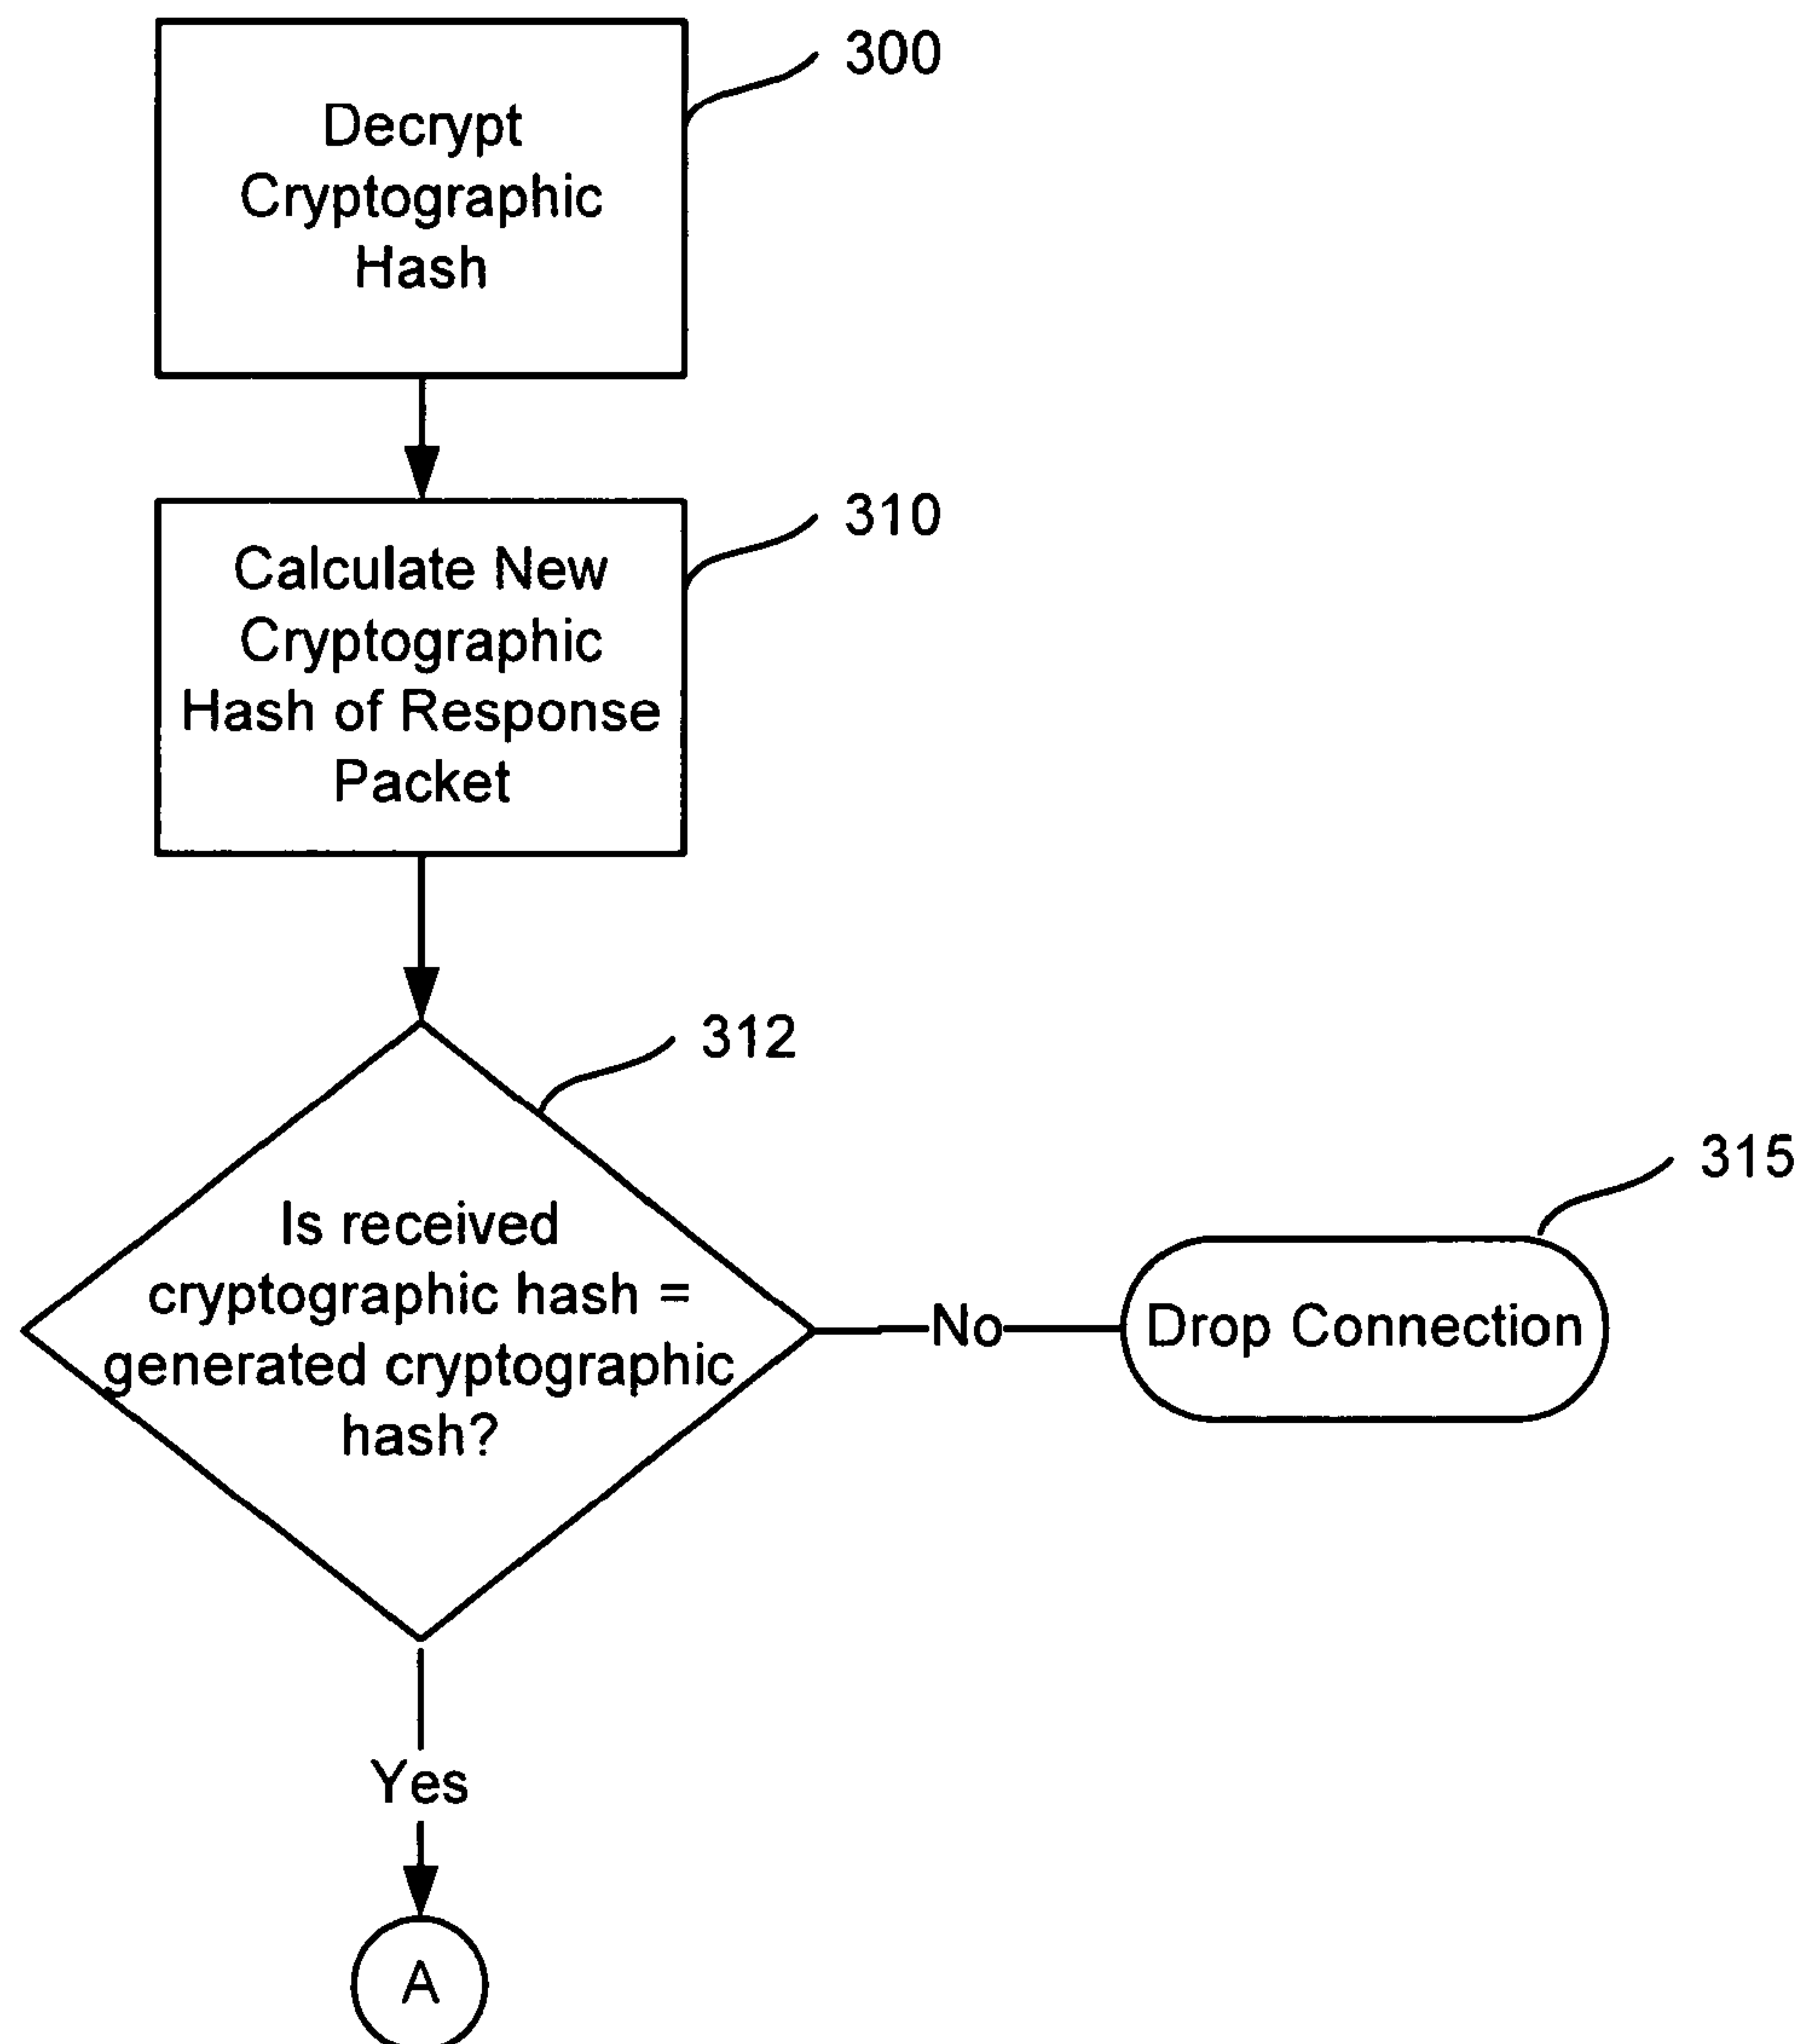 300
Decrypt
Cryptographic
Hash
310
Calculate New
Cryptographic
Hash of Response
Packet
312
Is received
cryptographic hash =
generated cryptographic
hash?
315
No
Drop Connection
Yes
A